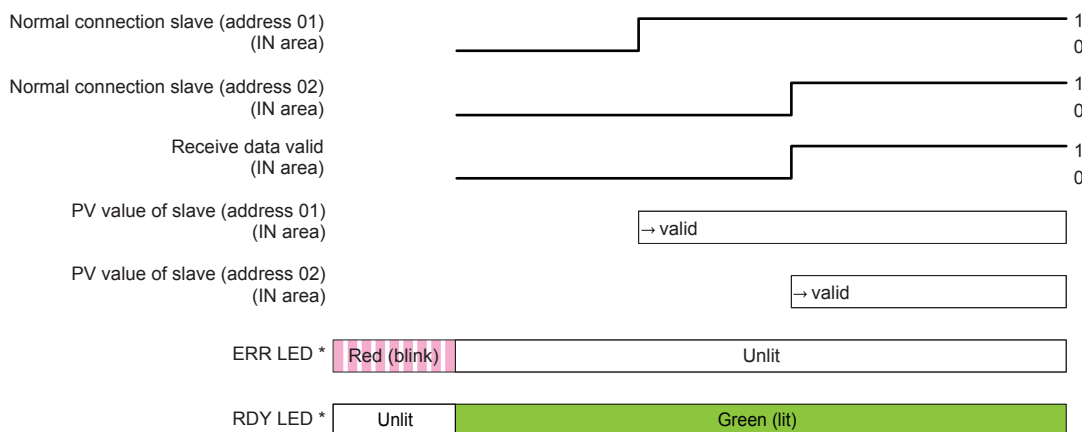 Normal connection slave (address 01)
(IN area)
1
0
Normal connection slave (address 02)
(IN area)
1
0
Receive data valid
(IN area)
1
0
PV value of slave (address 01)
(IN area)
→ valid
PV value of slave (address 02)
(IN area)
→ valid
ERR LED * Red (blink) Unlit
RDY LED * Unlit Green (lit)